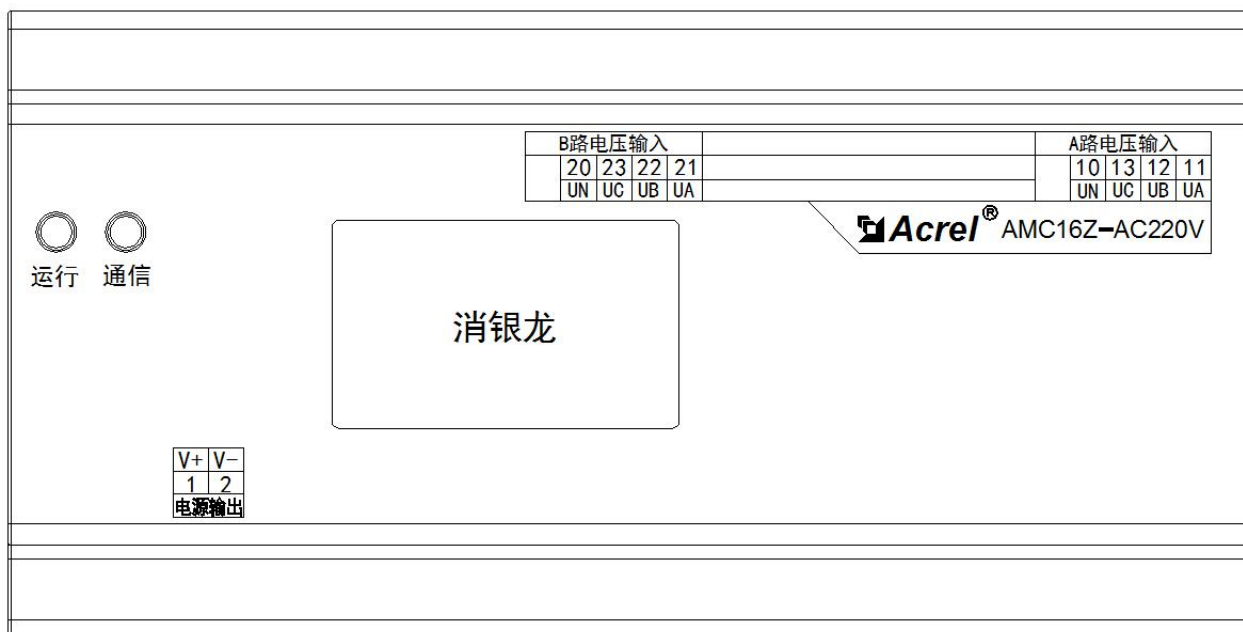 B路电压输入 A路电压输入
20 23 22 21 10 13 12 11
UN UC UB UA UN UC UB UA
Acrel® AMC16Z-AC220V
运行 通信
消银龙
V+ V-
1 2
电源输出